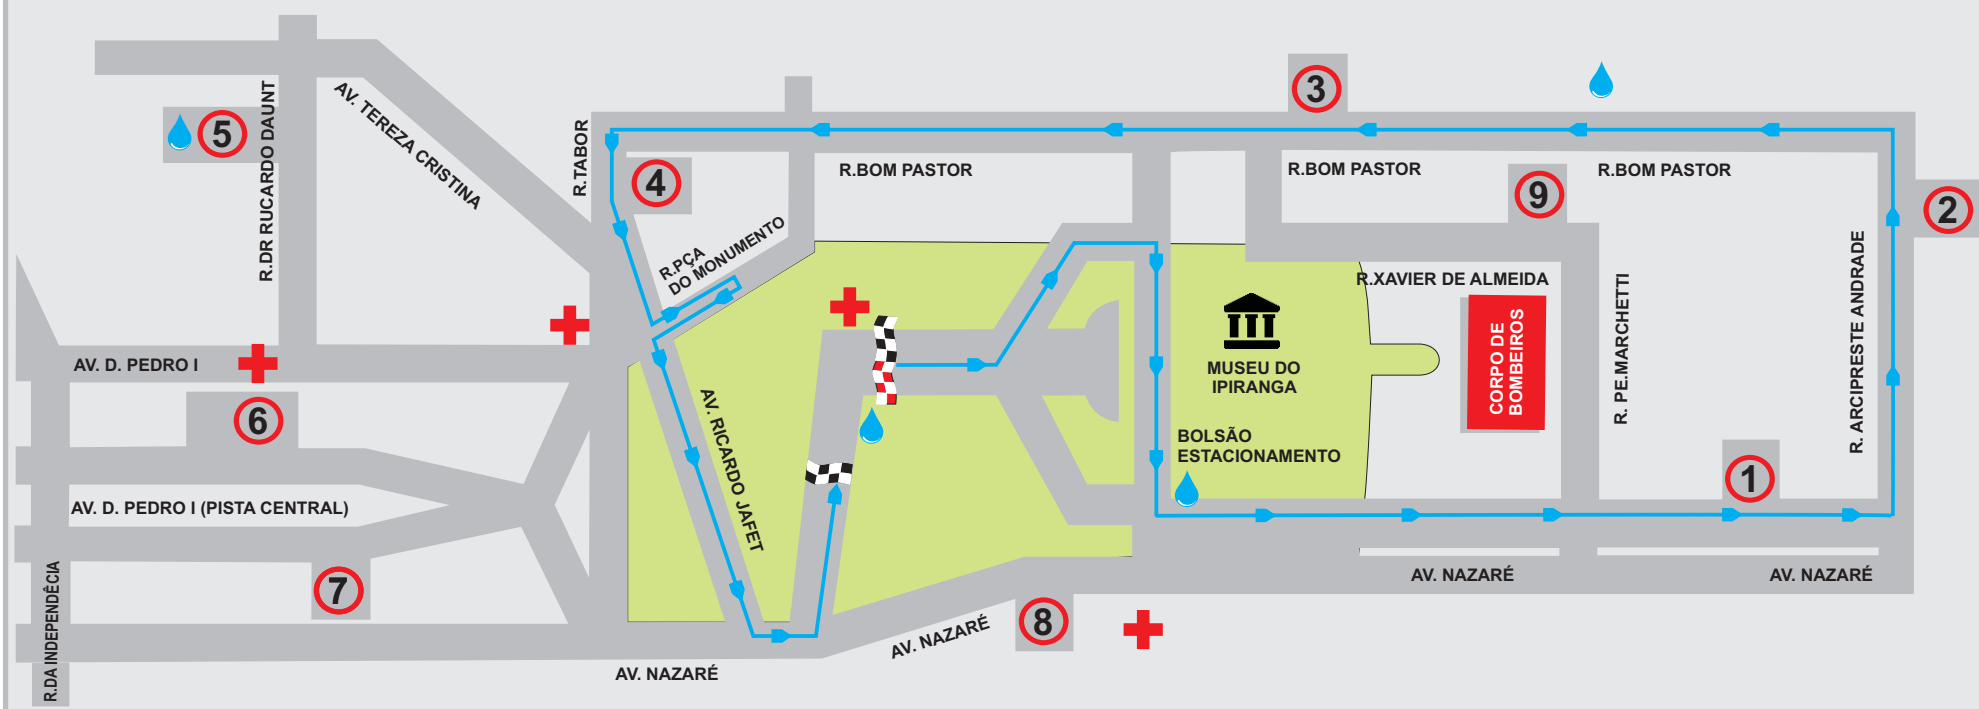 3
5
R.DR RUCARDO DAUNT
AV. TEREZA CRISTINA
R.TABOR
4
R.BOM PASTOR
R.BOM PASTOR
R.BOM PASTOR
9
2
R.PÇA
DO MONUMENTO
R.XAVIER DE ALMEIDA
R. PE.MARCHETTI
R. ARCIPRESTE ANDRADE
CORPO DE
BOMBEIROS
MUSEU DO
IPIRANGA
AV. D. PEDRO I
6
AV. RICARDO JAFET
BOLSÃO
ESTACIONAMENTO
1
AV. D. PEDRO I (PISTA CENTRAL)
7
R.DA INDEPENDÊCIA
AV. NAZARÉ
AV. NAZARÉ
8
AV. NAZARÉ
AV. NAZARÉ